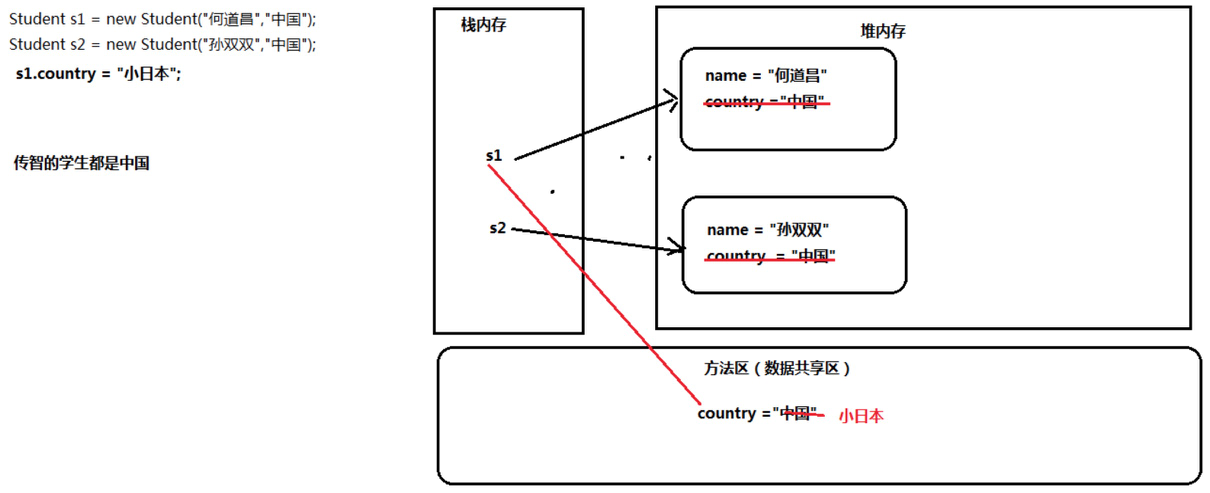 Student s1 = new Student("何道昌","中国");
Student s2 = new Student("孙双双","中国");
s1.country = "小日本";
传智的学生都是中国
栈内存
s1
s2
堆内存
name = "何道昌"
country ="中国"
name = "孙双双"
country = "中国"
方法区（数据共享区）
country ="中国" 小日本